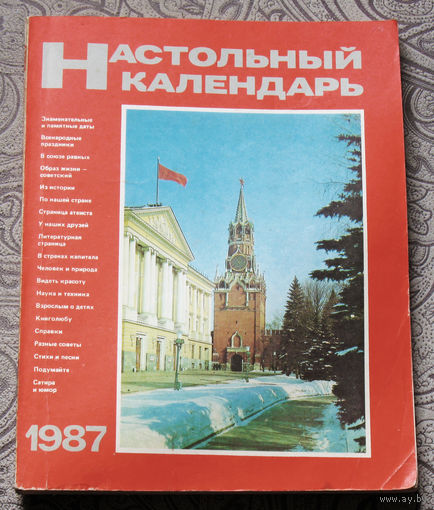 НАСТОЛЬНЫЙ
КАЛЕНДАРЬ
Знаменательные
и памятные даты
Всенародные
праздники
В союзе равных
Образ жизни —
советский
Из истории
По нашей стране
Страница атеиста
У наших друзей
Литературная
страница
В странах капитала
Человек и природа
Видеть красоту
Наука и техника
Взрослым о детях
Книголюбу
Справки
Разные советы
Стихи и песни
Подумайте
Сатира
и юмор
1987
www.ay.by